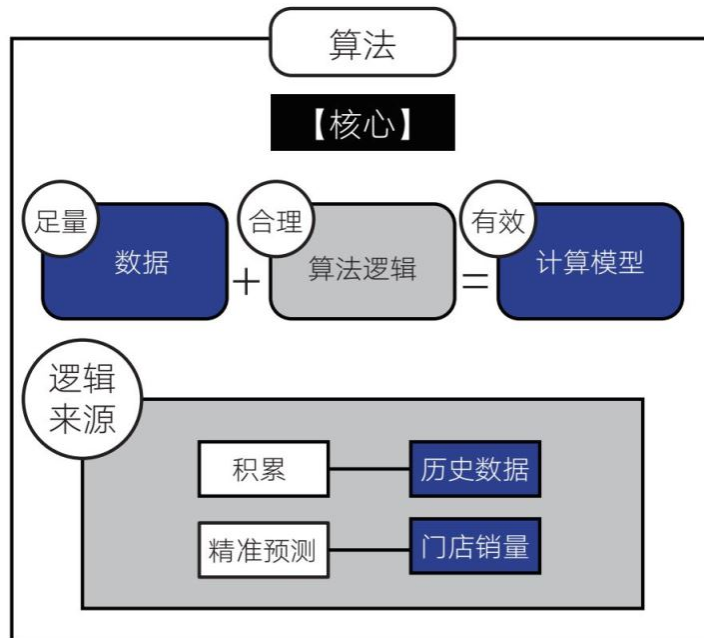 算法
【核心】
足量
合理
有效
数据
+
算法逻辑
=
计算模型
逻辑
来源
积累
历史数据
精准预测
门店销量